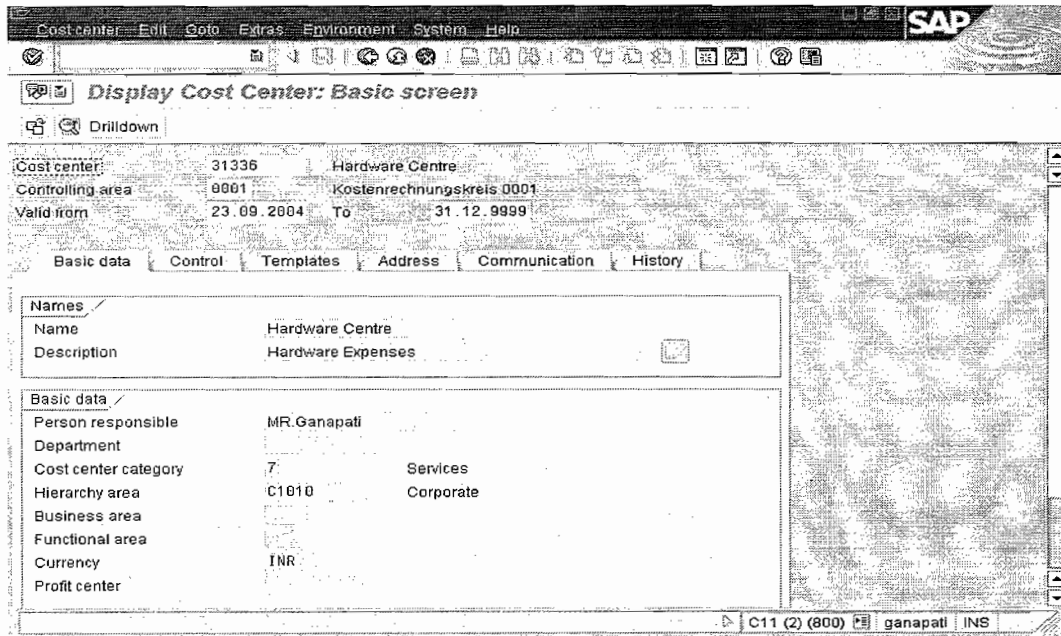 Cost center Edit Goto Extras Environment System Help
SAP
Display Cost Center: Basic screen
Drilldown
Cost center 31336 Hardware Centre
Controlling area 0001 Kostenrechnungskreis 0001
Valid from 23.09.2004 To 31.12.9999
Basic data Control Templates Address Communication History
Names
Name Hardware Centre
Description Hardware Expenses
Basic data
Person responsible MR.Ganapati
Department
Cost center category 7 Services
Hierarchy area C1010 Corporate
Business area
Functional area
Currency INR
Profit center
C11 (2) (800) ganapati INS